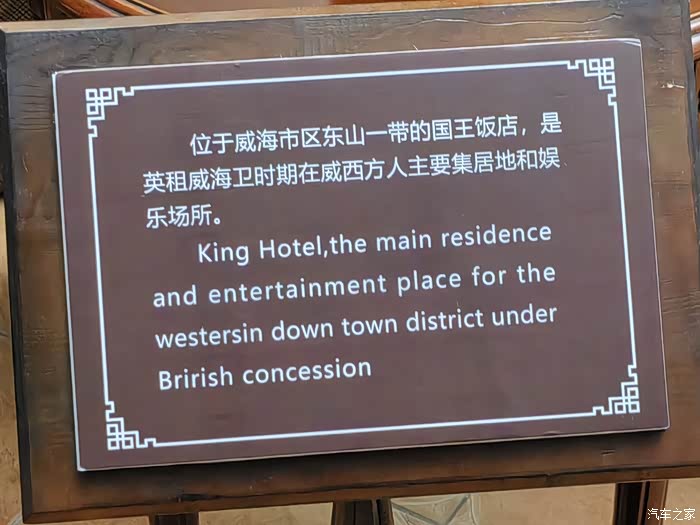 位于威海市区东山一带的国王饭店，是
英租威海卫时期在威西方人主要集居地和娱
乐场所。
King Hotel,the main residence
and entertainment place for the
westersin down town district under
Brirish concession
汽车之家